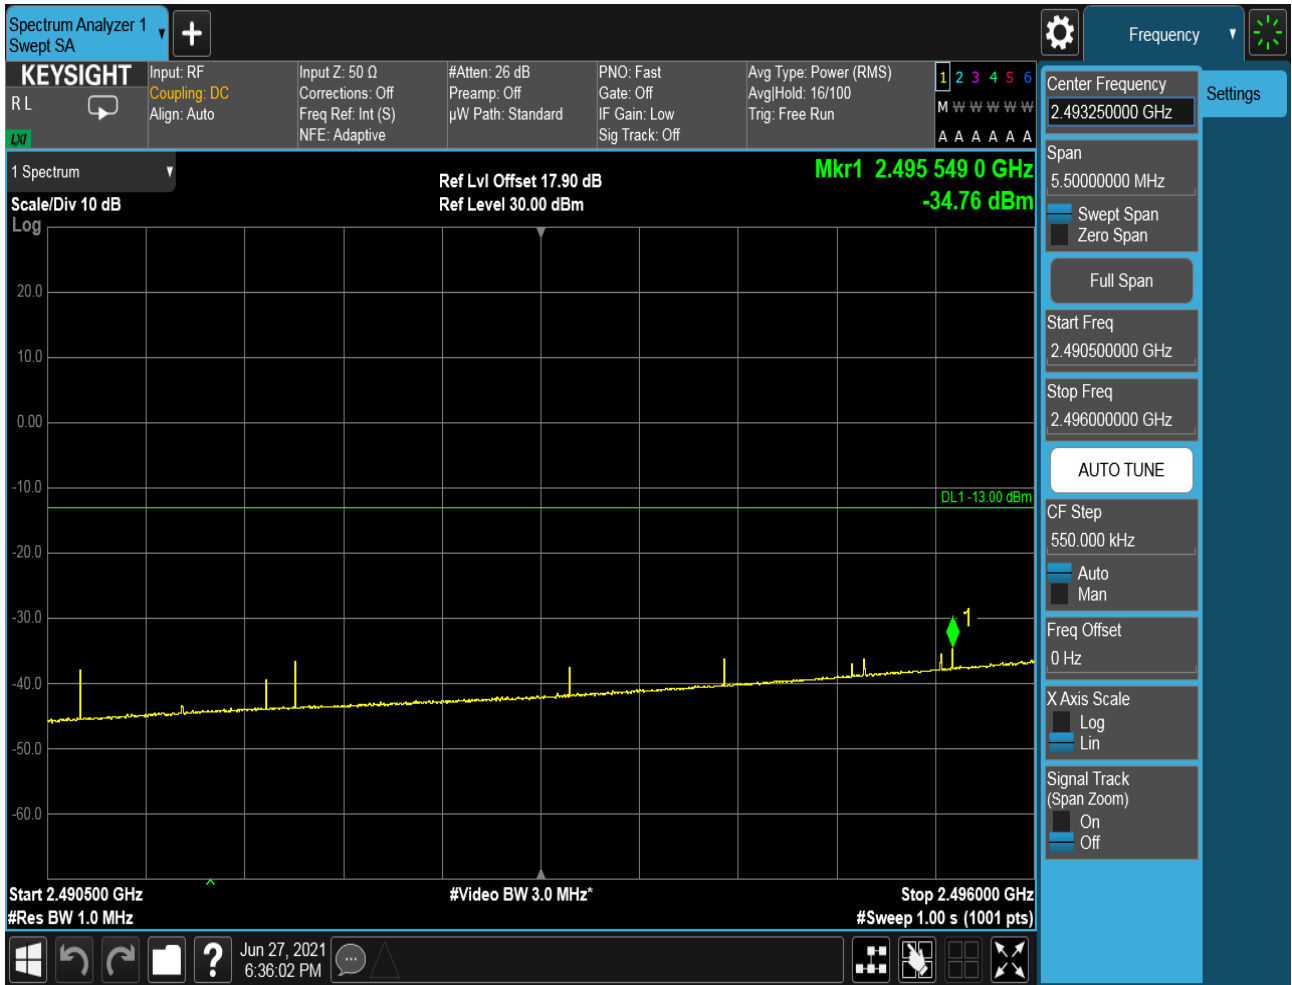 Spectrum Analyzer 1
Swept SA
Frequency
KEYSIGHT
R L
LXI
Input: RF
Coupling: DC
Align: Auto
Input Z: 50 Ω
Corrections: Off
Freq Ref: Int (S)
NFE: Adaptive
#Atten: 26 dB
Preamp: Off
µW Path: Standard
PNO: Fast
Gate: Off
IF Gain: Low
Sig Track: Off
Avg Type: Power (RMS)
Avg|Hold: 16/100
Trig: Free Run
1 2 3 4 5 6
M W W W W W
A A A A A A
1 Spectrum
Scale/Div 10 dB
Log
Ref Lvl Offset 17.90 dB
Ref Level 30.00 dBm
Mkr1 2.495 549 0 GHz
-34.76 dBm
20.0
10.0
0.00
-10.0
DL1 -13.00 dBm
-20.0
-30.0
1
-40.0
-50.0
-60.0
Start 2.490500 GHz
#Res BW 1.0 MHz
#Video BW 3.0 MHz*
Stop 2.496000 GHz
#Sweep 1.00 s (1001 pts)
Jun 27, 2021
6:36:02 PM
Center Frequency
2.493250000 GHz
Settings
Span
5.50000000 MHz
Swept Span
Zero Span
Full Span
Start Freq
2.490500000 GHz
Stop Freq
2.496000000 GHz
AUTO TUNE
CF Step
550.000 kHz
Auto
Man
Freq Offset
0 Hz
X Axis Scale
Log
Lin
Signal Track
(Span Zoom)
On
Off